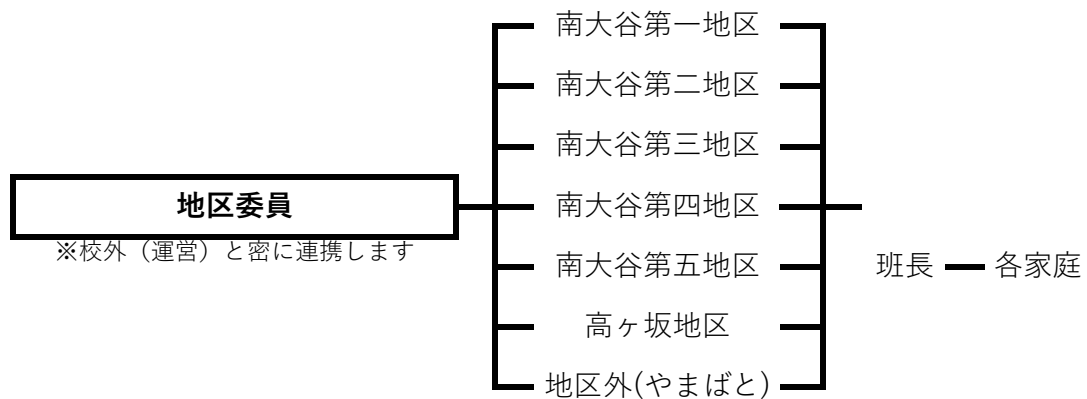 南大谷第一地区
南大谷第二地区
南大谷第三地区
地区委員
南大谷第四地区
※校外（運営）と密に連携します
南大谷第五地区
班長
各家庭
高ヶ坂地区
地区外(やまばと)